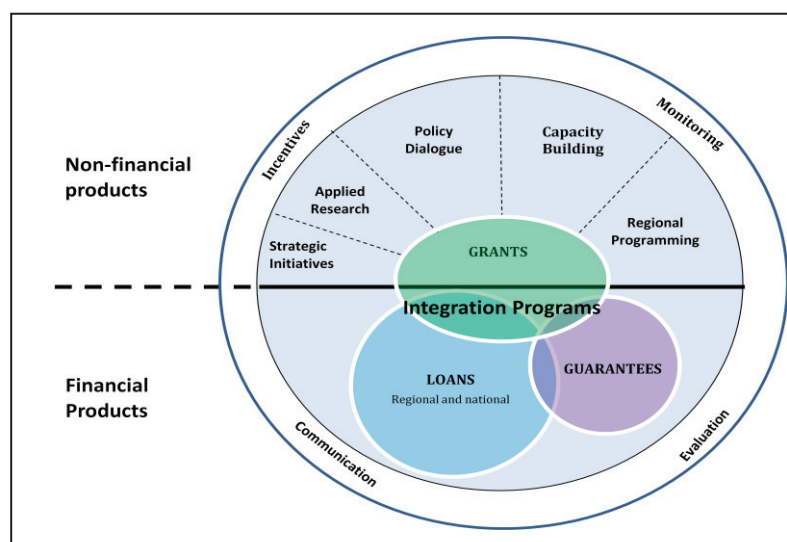 Incentives
Monitoring
Policy
Dialogue
Capacity
Building
Non-financial
products
Applied
Research
Regional
Programming
Strategic
Initiatives
GRANTS
Integration Programs
LOANS
Regional and national
GUARANTEES
Financial
Products
Communication
Evaluation